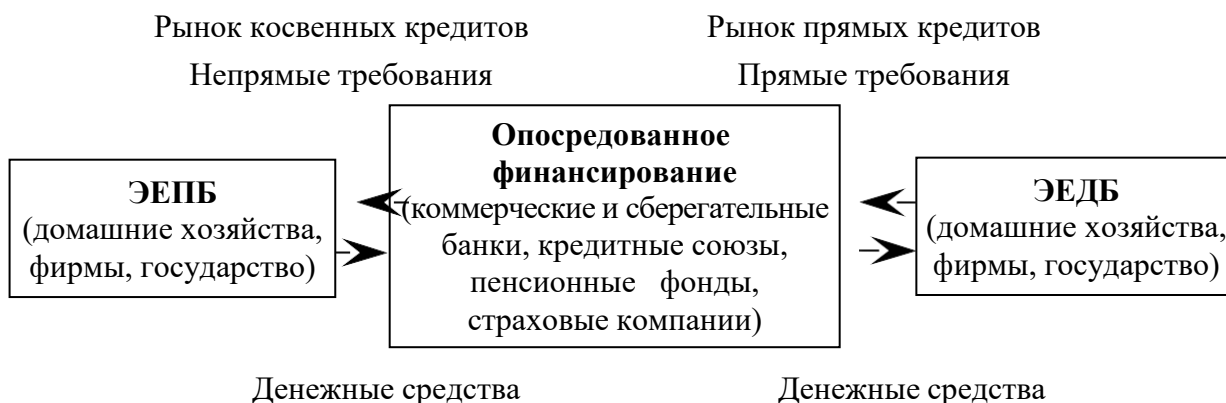 Рынок косвенных кредитов
Рынок прямых кредитов
Непрямые требования
Прямые требования
ЭЕПБ
(домашние хозяйства,
фирмы, государство)
Опосредованное
финансирование
(коммерческие и сберегательные
банки, кредитные союзы,
пенсионные фонды,
страховые компании)
ЭЕДБ
(домашние хозяйства,
фирмы, государство)
Денежные средства
Денежные средства